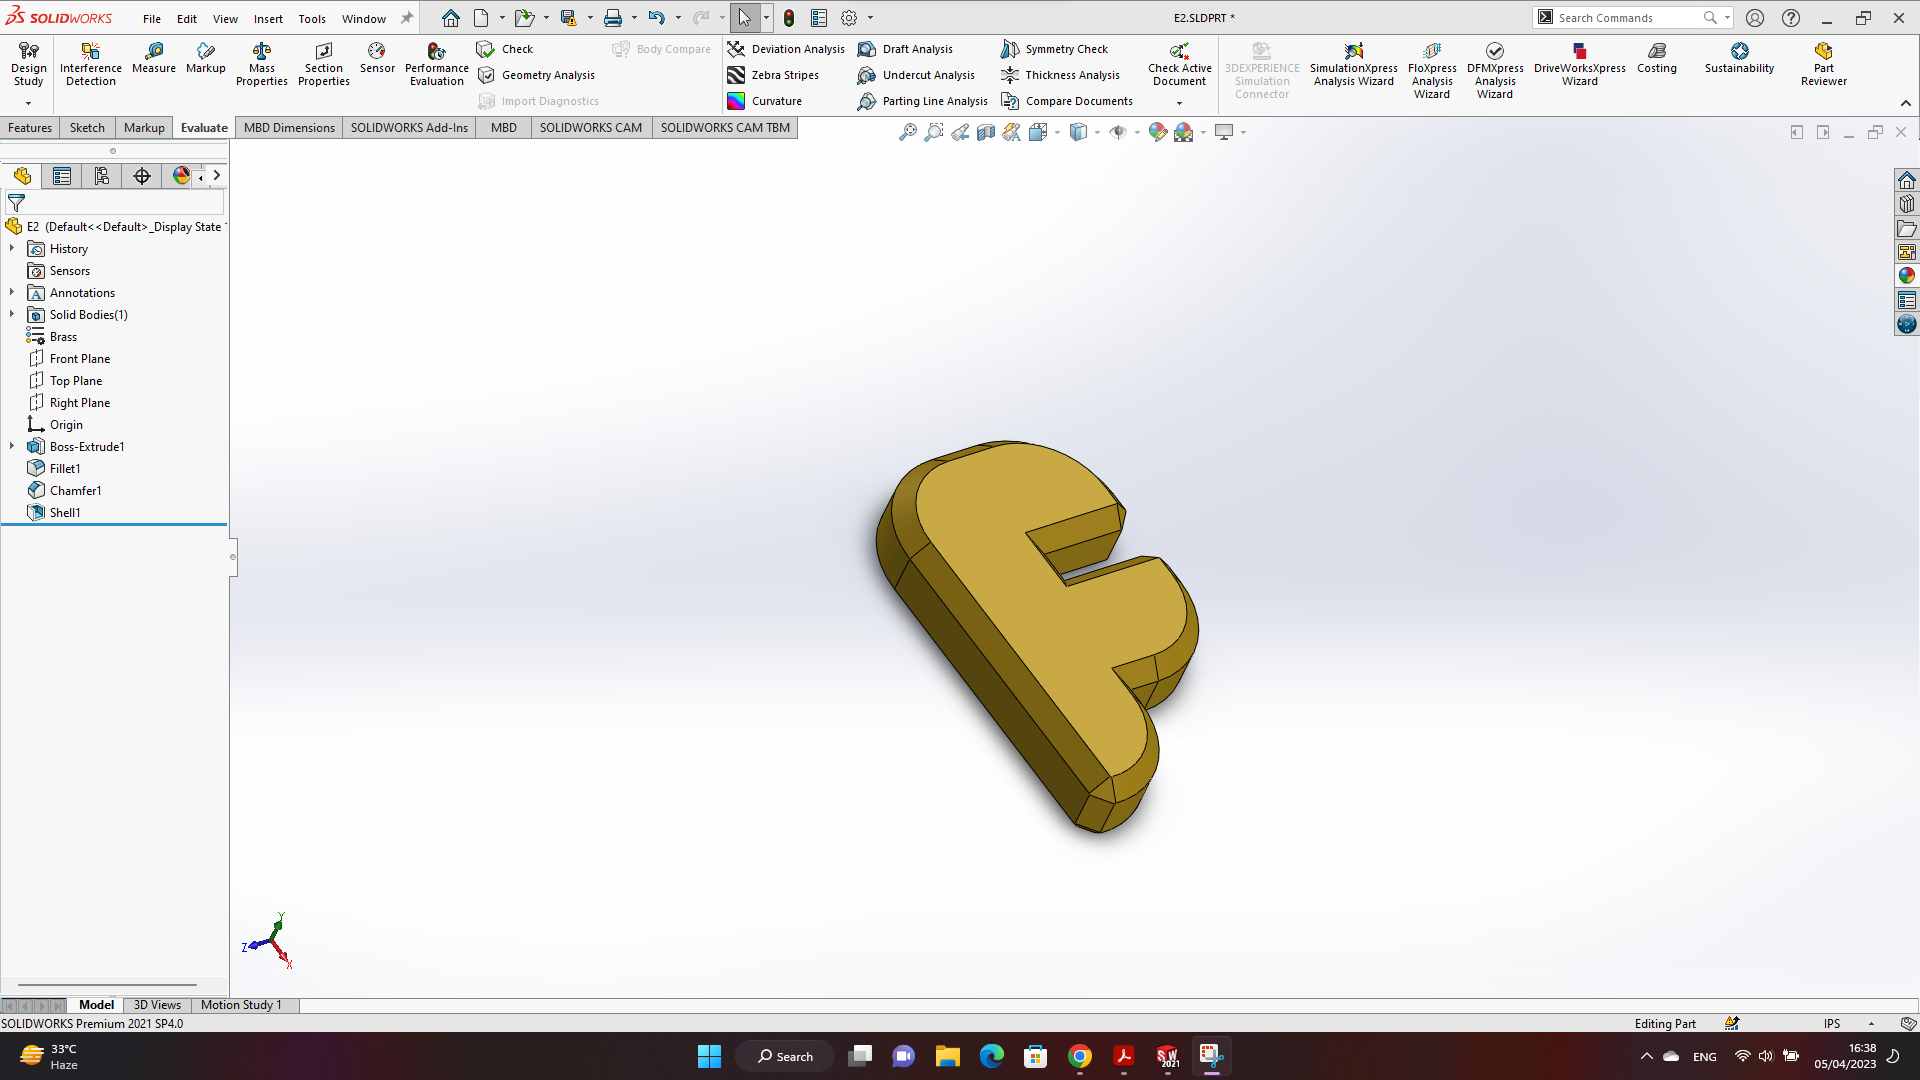 SOLIDWORKS File Edit View Insert Tools Window E2.SLDPRT * Search Commands
Design Study
Interference Detection
Measure
Markup
Mass Properties
Section Properties
Sensor
Performance Evaluation
Check
Geometry Analysis
Import Diagnostics
Body Compare
Deviation Analysis
Zebra Stripes
Curvature
Draft Analysis
Undercut Analysis
Parting Line Analysis
Symmetry Check
Thickness Analysis
Compare Documents
Check Active Document
3DEXPERIENCE Simulation Connector
SimulationXpress Analysis Wizard
FloXpress Analysis Wizard
DFMXpress Analysis Wizard
DriveWorksXpress Wizard
Costing
Sustainability
Part Reviewer
Features Sketch Markup Evaluate MBD Dimensions SOLIDWORKS Add-Ins MBD SOLIDWORKS CAM SOLIDWORKS CAM TBM
E2 (Default<<Default>_Display State
History
Sensors
Annotations
Solid Bodies(1)
Brass
Front Plane
Top Plane
Right Plane
Origin
Boss-Extrude1
Fillet1
Chamfer1
Shell1
Y
Z
X
Model 3D Views Motion Study 1
SOLIDWORKS Premium 2021 SP4.0 Editing Part IPS
33°C
Haze
Search
SW
2021
ENG
16:38
05/04/2023